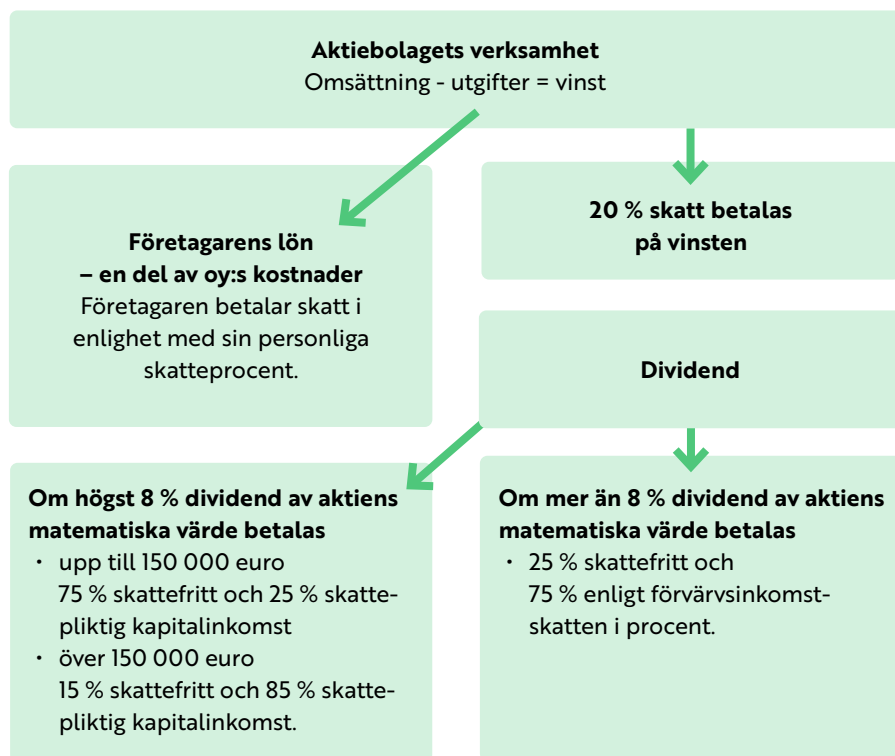 Aktiebolagets verksamhet
Omsättning - utgifter = vinst
Företagarens lön
– en del av oy:s kostnader
Företagaren betalar skatt i
enlighet med sin personliga
skatteprocent.
20 % skatt betalas
på vinsten
Dividend
Om högst 8 % dividend av aktiens
matematiska värde betalas
· upp till 150 000 euro
75 % skattefritt och 25 % skatte-
pliktig kapitalinkomst
· över 150 000 euro
15 % skattefritt och 85 % skatte-
pliktig kapitalinkomst.
Om mer än 8 % dividend av aktiens
matematiska värde betalas
· 25 % skattefritt och
75 % enligt förvärvsinkomst-
skatten i procent.